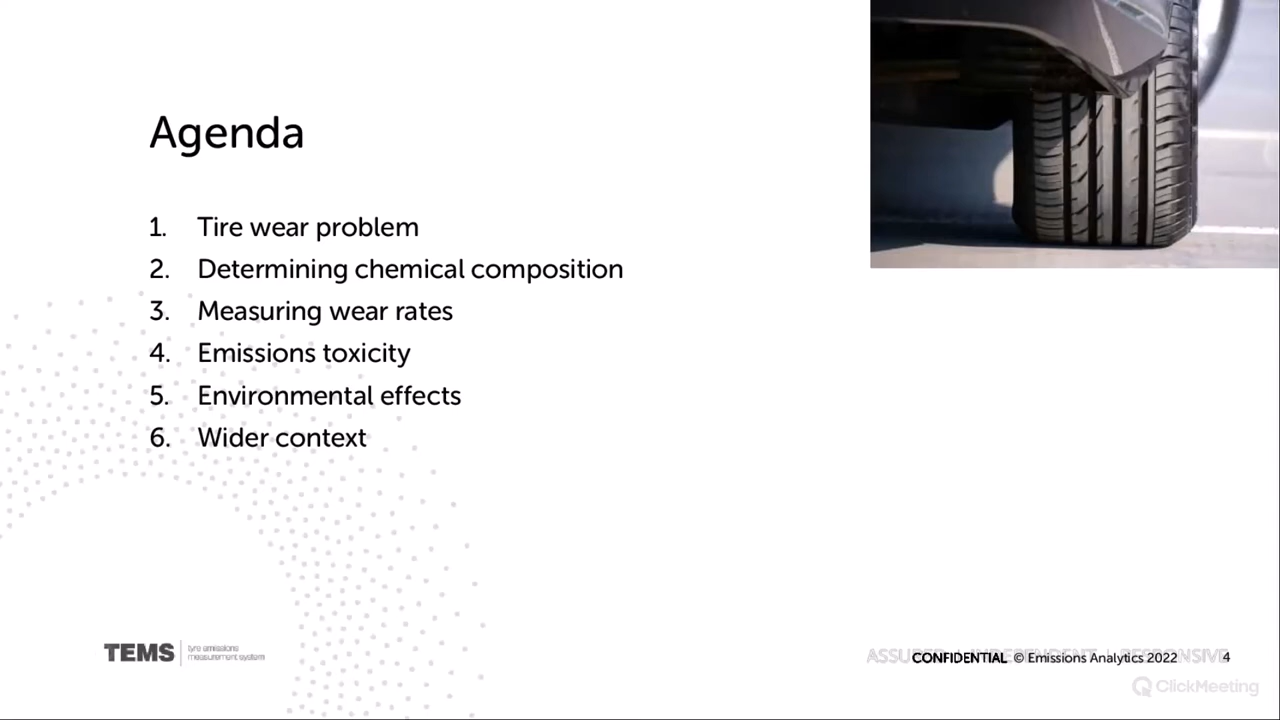 Agenda
1. Tire wear problem
2. Determining chemical composition
3. Measuring wear rates
4. Emissions toxicity
5. Environmental effects
6. Wider context
TEMS tyre emissions
measurement system
CONFIDENTIAL © Emissions Analytics 2022 4
ClickMeeting